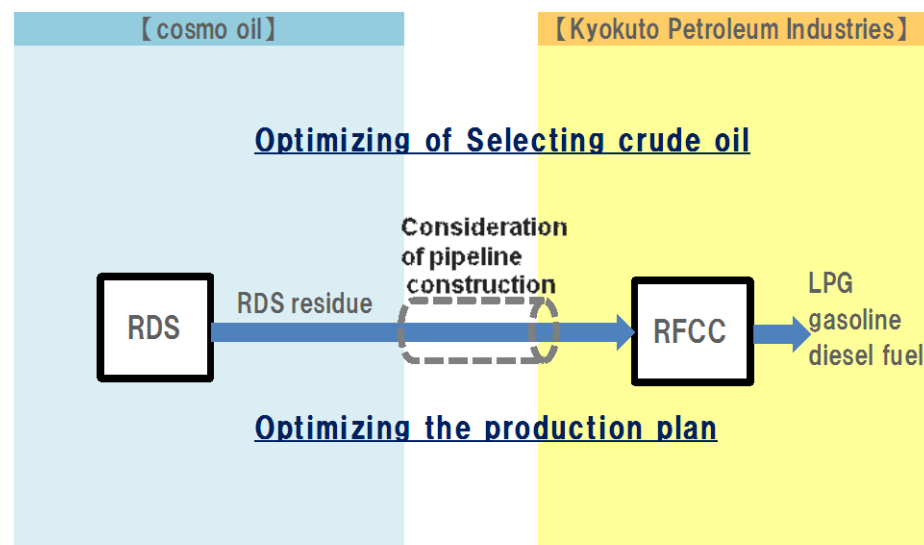 【cosmo oil】
【Kyokuto Petroleum Industries】
Optimizing of Selecting crude oil
Consideration
of pipeline
construction
RDS
RDS residue
RFCC
LPG
gasoline
diesel fuel
Optimizing the production plan